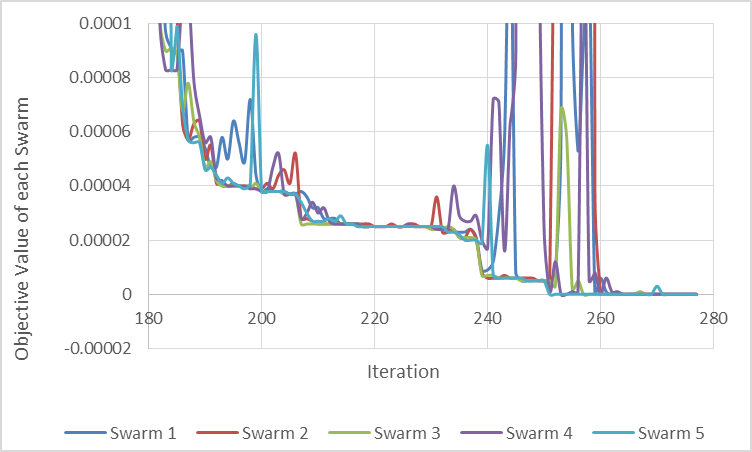 Objective Value of each Swarm
0.0001
0.00008
0.00006
0.00004
0.00002
0
-0.00002
180 200 220 240 260 280
Iteration
Swarm 1 Swarm 2 Swarm 3 Swarm 4 Swarm 5